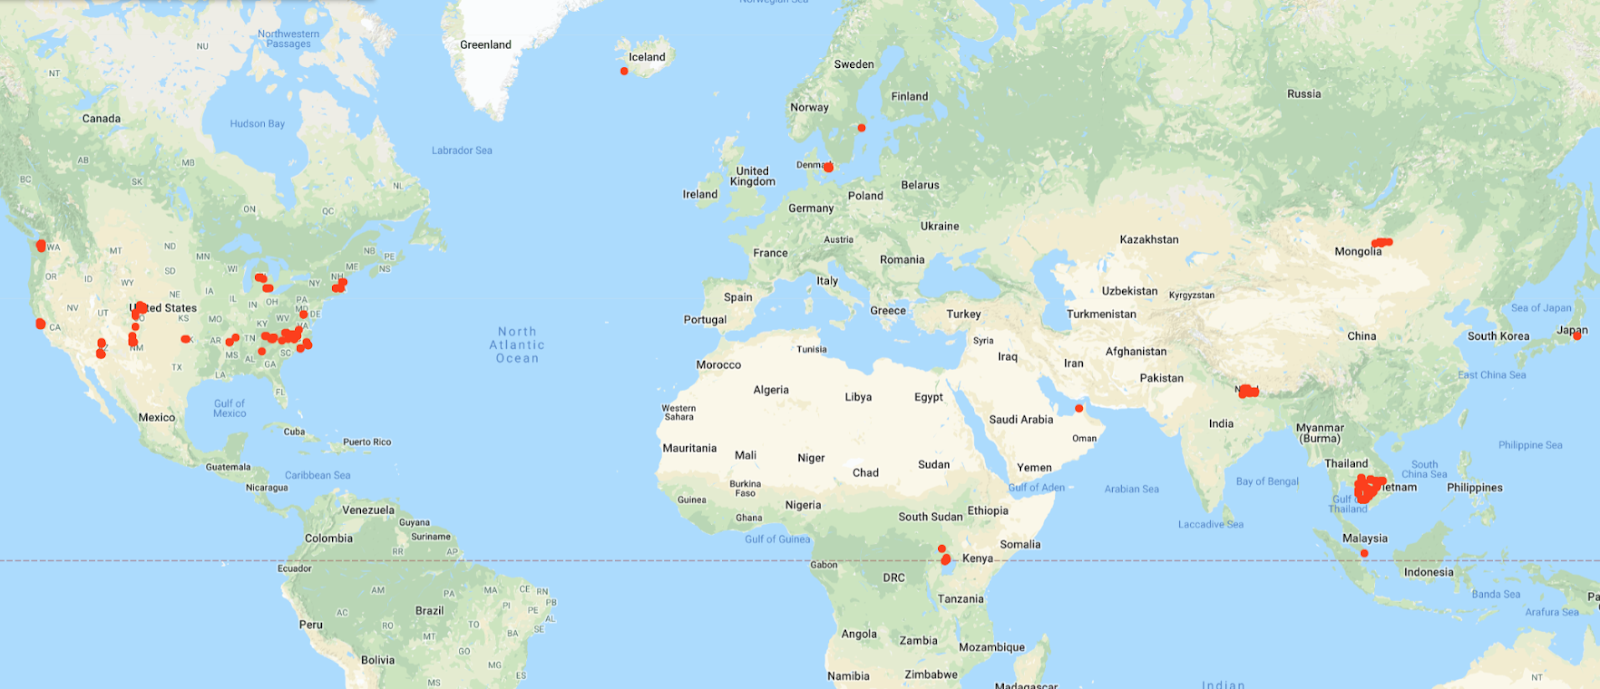 Norwegian Sea
Northwestern
Passages
NU
Greenland
Iceland
Sweden
NT
Finland
Russia
Norway
Canada
Hudson Bay
Labrador Sea
AB
MB
BC
SK
NL
Denma
United
Kingdom
Ireland
Belarus
Poland
Germany
ON
QC
Ukraine
Austria
Kazakhstan
WA
MT
ND
NB
PE
NS
France
Romania
Mongolia
OR
ID
WY
SD
MN
WI
MI
ME
NH
NY
Italy
Uzbekistan
Kyrgyzstan
NV
UT
NE
IA
IL
IN
OH
PA
MD
DE
Spain
Portugal
Greece
Turkey
Turkmenistan
Sea of Japan
United States
CA
KS
MO
KY
WV
VA
North
Atlantic
Ocean
Syria
Iraq
Iran
Afghanistan
China
South Korea
Japan
NM
AR
TN
MS
AL
SC
GA
TX
LA
FL
Tunisia
Morocco
Pakistan
East China Sea
Algeria
Libya
Egypt
Gulf of
Mexico
Mexico
Western
Sahara
Saudi Arabia
India
Myanmar
(Burma)
Cuba
Puerto Rico
Oman
Philippine Sea
Mauritania
Mali
Niger
Chad
Sudan
Yemen
Thailand
South
China Sea
Guatemala
Caribbean Sea
Nicaragua
Burkina
Faso
Guinea
Nigeria
Ghana
Gulf of Aden
Arabian Sea
Bay of Bengal
ietnam
Philippines
Gulf
Thailand
Venezuela
Guyana
Suriname
Colombia
South Sudan
Ethiopia
Laccadive Sea
RR
AP
Gulf of Guinea
Somalia
Malaysia
Ecuador
Gabon
Kenya
DRC
Indonesia
AM
PA
MA
CE
RN
PB
PI
PE
AL
SE
Tanzania
Banda Sea
Pa
Arafura Sea
AC
Brazil
TO
Peru
RO
MT
BA
Angola
Zambia
Mozambique
Bolivia
GO
MG
ES
MS
Namibia
Zimbabwe
Madagascar
Indian
NT